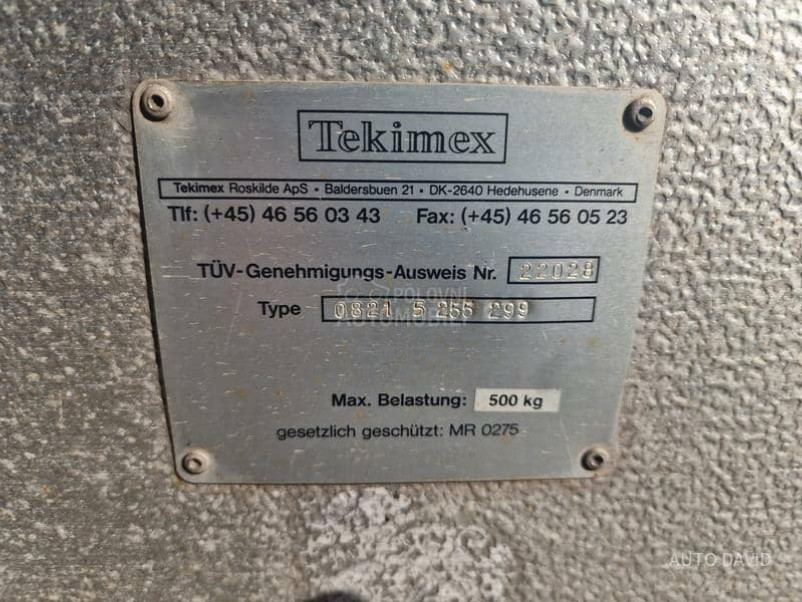 Tekimex
Tekimex Roskilde ApS • Baldersbuen 21 • DK-2640 Hedehusene • Denmark
Tlf: (+45) 46 56 03 43 Fax: (+45) 46 56 05 23
TÜV-Genehmigungs-Ausweis Nr. 22028
POLOVNI
AUTOMOBILI
Type 0821 5 255 299
Max. Belastung: 500 kg
gesetzlich geschützt: MR 0275
AUTO DAVID